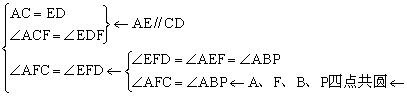 AC=ED
∠ACF=∠EDF
←AE∥CD
∠AFC=∠EFD←
∠EFD=∠AEF=∠ABP
∠AFC=∠ABP←A、F、B、P四点共圆←